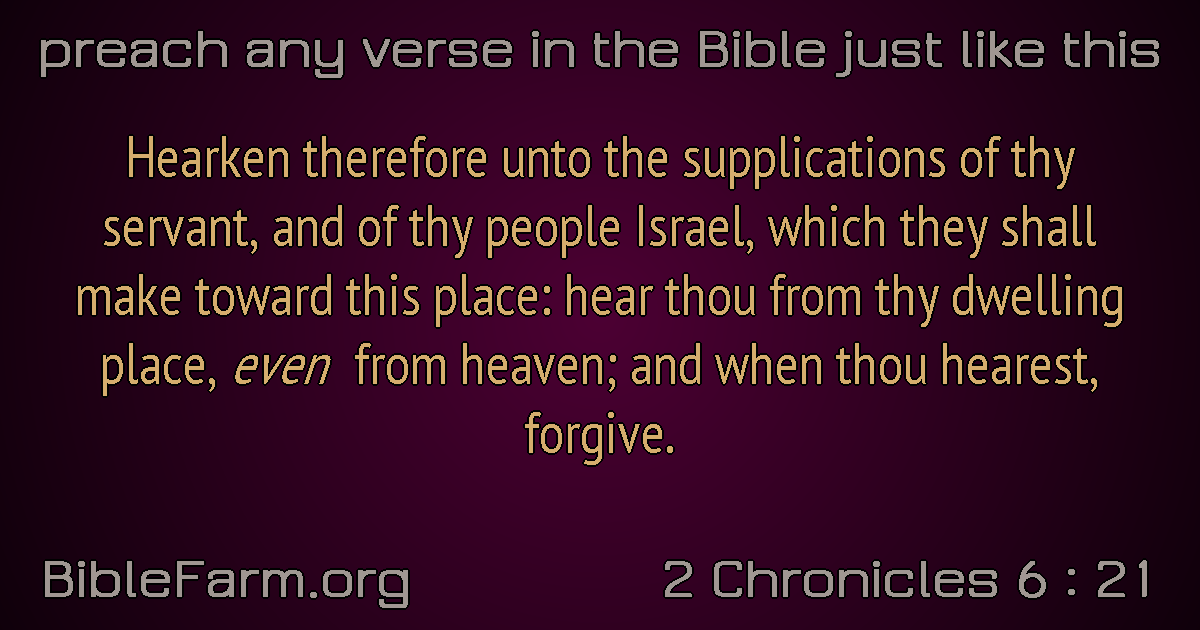 preach any verse in the Bible just like this
Hearken therefore unto the supplications of thy
servant, and of thy people Israel, which they shall
make toward this place: hear thou from thy dwelling
place, even from heaven; and when thou hearest,
forgive.
BibleFarm.org
2 Chronicles 6 : 21